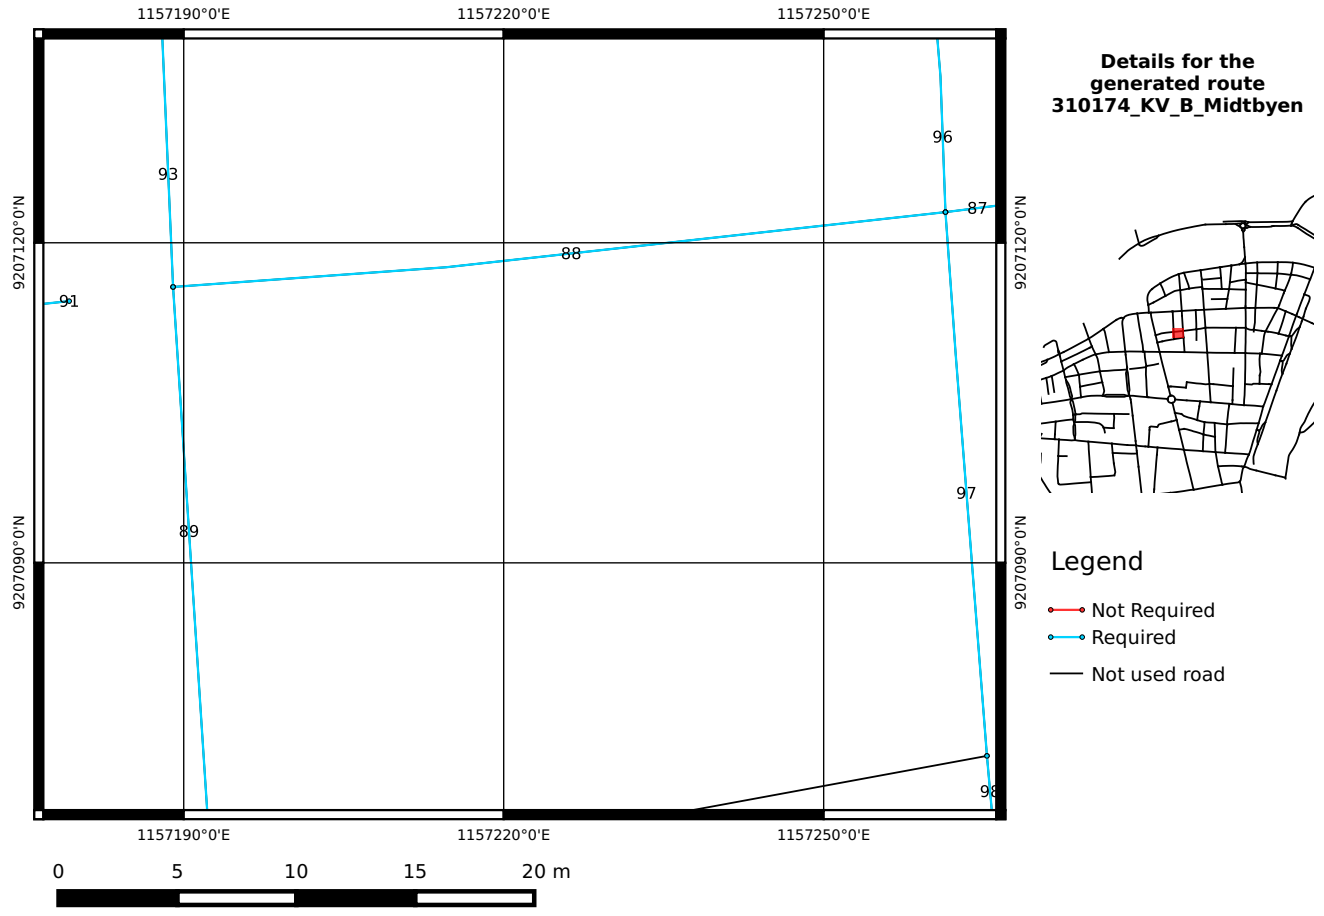 1157190°0'E 1157220°0'E 1157250°0'E
Details for the
generated route
310174_KV_B_Midtbyen
93
96
87
88
91
9207120°0'N
9207120°0'N
97
89
9207090°0'N
9207090°0'N
98
1157190°0'E 1157220°0'E 1157250°0'E
Legend
Not Required
Required
Not used road
0 5 10 15 20 m